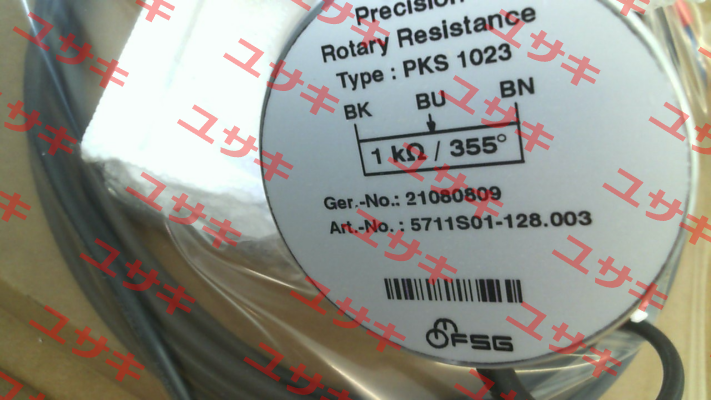 Precision
Rotary Resistance
Type : PKS 1023
BK BU BN
1 kΩ / 355°
Ger.-No.: 21080809
Art.-No. : 5711S01-128.003
FSG
ユサキ